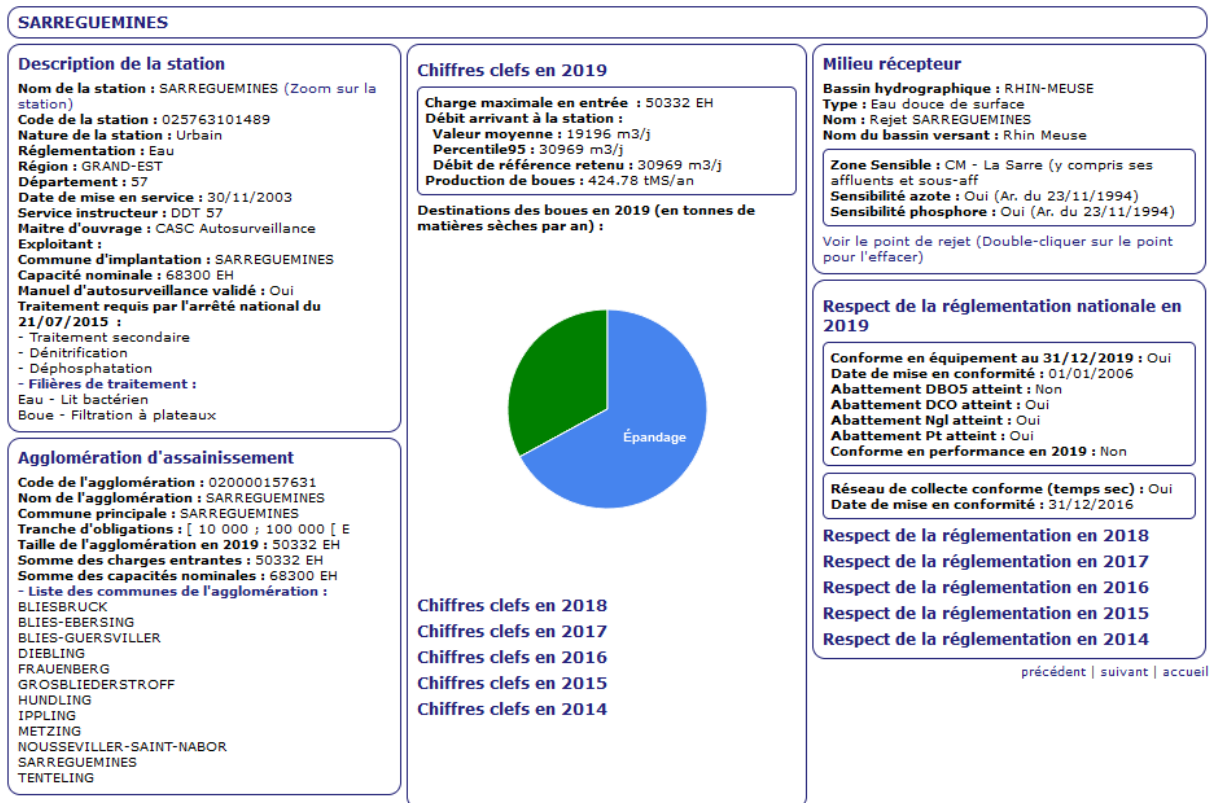 SARREGUEMINES
Description de la station
Nom de la station : SARREGUEMINES (Zoom sur la
station)
Code de la station : 025763101489
Nature de la station : Urbain
Réglementation : Eau
Région : GRAND-EST
Département : 57
Date de mise en service : 30/11/2003
Service instructeur : DDT 57
Maitre d'ouvrage : CASC Autosurveillance
Exploitant :
Commune d'implantation : SARREGUEMINES
Capacité nominale : 68300 EH
Manuel d'autosurveillance validé : Oui
Traitement requis par l'arrêté national du
21/07/2015 :
- Traitement secondaire
- Dénitrification
- Déphosphatation
- Filières de traitement :
Eau - Lit bactérien
Boue - Filtration à plateaux
Agglomération d'assainissement
Code de l'agglomération : 020000157631
Nom de l'agglomération : SARREGUEMINES
Commune principale : SARREGUEMINES
Tranche d'obligations : [ 10 000 ; 100 000 [ E
Taille de l'agglomération en 2019 : 50332 EH
Somme des charges entrantes : 50332 EH
Somme des capacités nominales : 68300 EH
- Liste des communes de l'agglomération :
BLIESBRUCK
BLIES-EBERSING
BLIES-GUERSVILLER
DIEBLING
FRAUENBERG
GROSBLIEDERSTROFF
HUNDLING
IPPLING
METZING
NOUSSEVILLER-SAINT-NABOR
SARREGUEMINES
TENTELING
Chiffres clefs en 2019
Charge maximale en entrée : 50332 EH
Débit arrivant à la station :
Valeur moyenne : 19196 m3/j
Percentile95 : 30969 m3/j
Débit de référence retenu : 30969 m3/j
Production de boues : 424.78 tMS/an
Destinations des boues en 2019 (en tonnes de
matières sèches par an) :
Épandage
Chiffres clefs en 2018
Chiffres clefs en 2017
Chiffres clefs en 2016
Chiffres clefs en 2015
Chiffres clefs en 2014
Milieu récepteur
Bassin hydrographique : RHIN-MEUSE
Type : Eau douce de surface
Nom : Rejet SARREGUEMINES
Nom du bassin versant : Rhin Meuse
Zone Sensible : CM - La Sarre (y compris ses
affluents et sous-aff
Sensibilité azote : Oui (Ar. du 23/11/1994)
Sensibilité phosphore : Oui (Ar. du 23/11/1994)
Voir le point de rejet (Double-cliquer sur le point
pour l'effacer)
Respect de la réglementation nationale en
2019
Conforme en équipement au 31/12/2019 : Oui
Date de mise en conformité : 01/01/2006
Abattement DBO5 atteint : Non
Abattement DCO atteint : Oui
Abattement Ngl atteint : Oui
Abattement Pt atteint : Oui
Conforme en performance en 2019 : Non
Réseau de collecte conforme (temps sec) : Oui
Date de mise en conformité : 31/12/2016
Respect de la réglementation en 2018
Respect de la réglementation en 2017
Respect de la réglementation en 2016
Respect de la réglementation en 2015
Respect de la réglementation en 2014
précédent | suivant | accueil